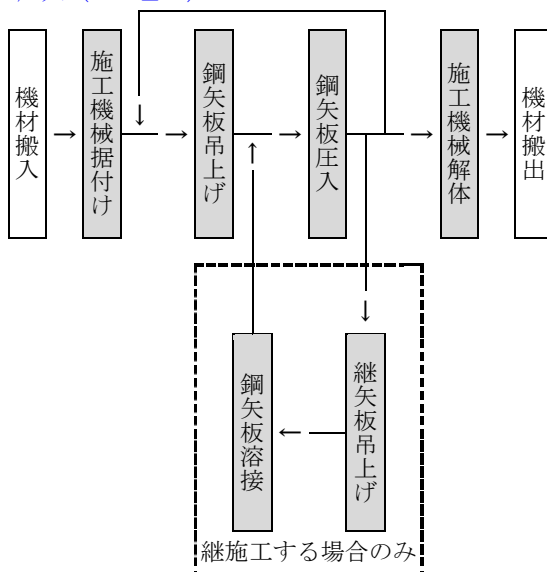 機材搬入
→
施工機械据付け
→
↓
鋼矢板吊上げ
→
↑
鋼矢板圧入
→
↓
施工機械解体
→
機材搬出
継矢板吊上げ
←
鋼矢板溶接
継施工する場合のみ